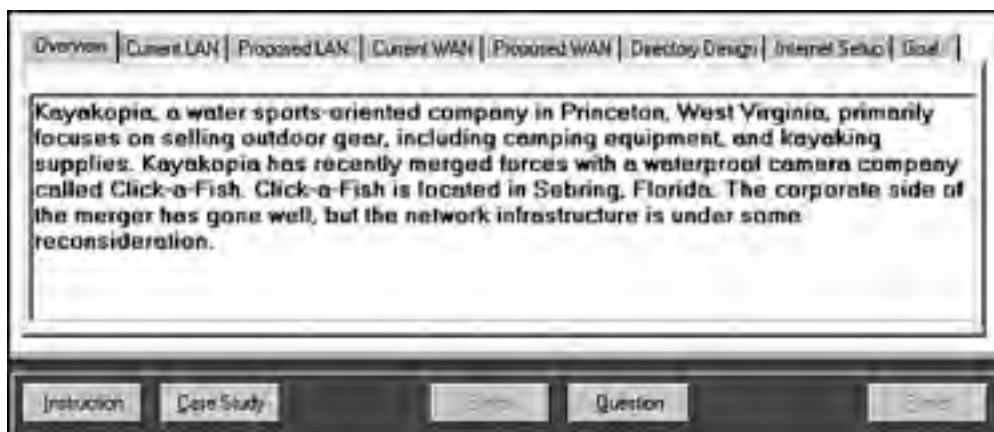 Overview Current LAN Proposed LAN Current WAN Proposed WAN Directory Design Internet Setup Goal
Kayakopia, a water sports-oriented company in Princeton, West Virginia, primarily
focuses on selling outdoor gear, including camping equipment, and kayaking
supplies. Kayakopia has recently merged forces with a waterproof camera company
called Click-a-Fish. Click-a-Fish is located in Sebring, Florida. The corporate side of
the merger has gone well, but the network infrastructure is under some
reconsideration.
Instruction Case Study Question